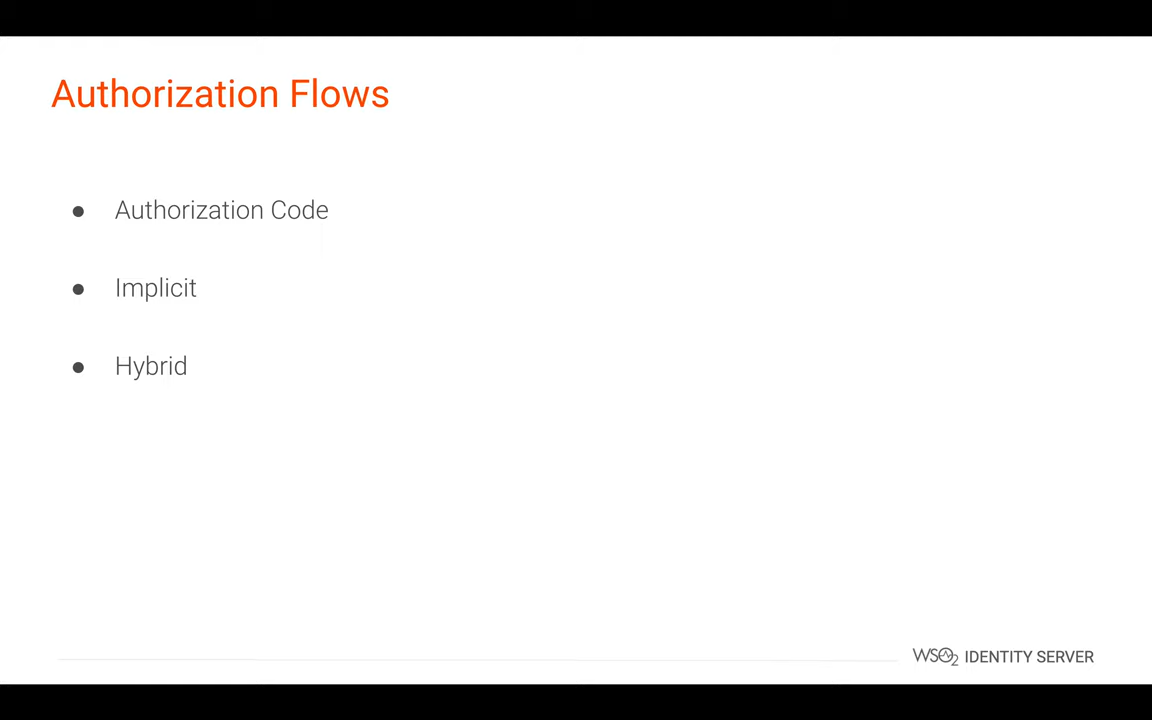 Authorization Flows
● Authorization Code
● Implicit
● Hybrid
WSO2 IDENTITY SERVER